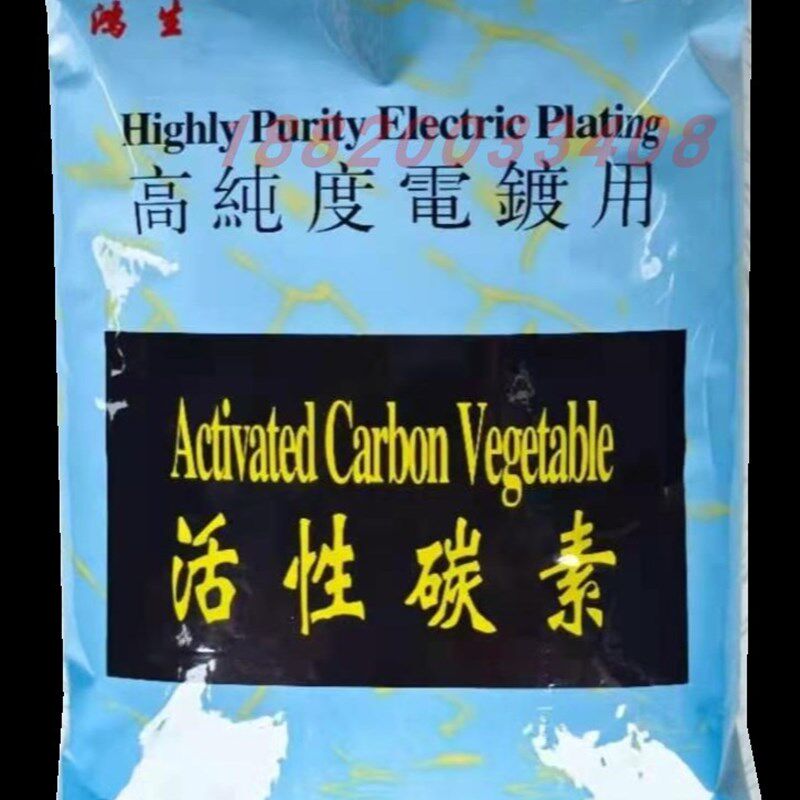 鴻生
Highly Purity Electric Plating
18820033408
高純度電鍍用
Activated Carbon Vegetable
活性碳素